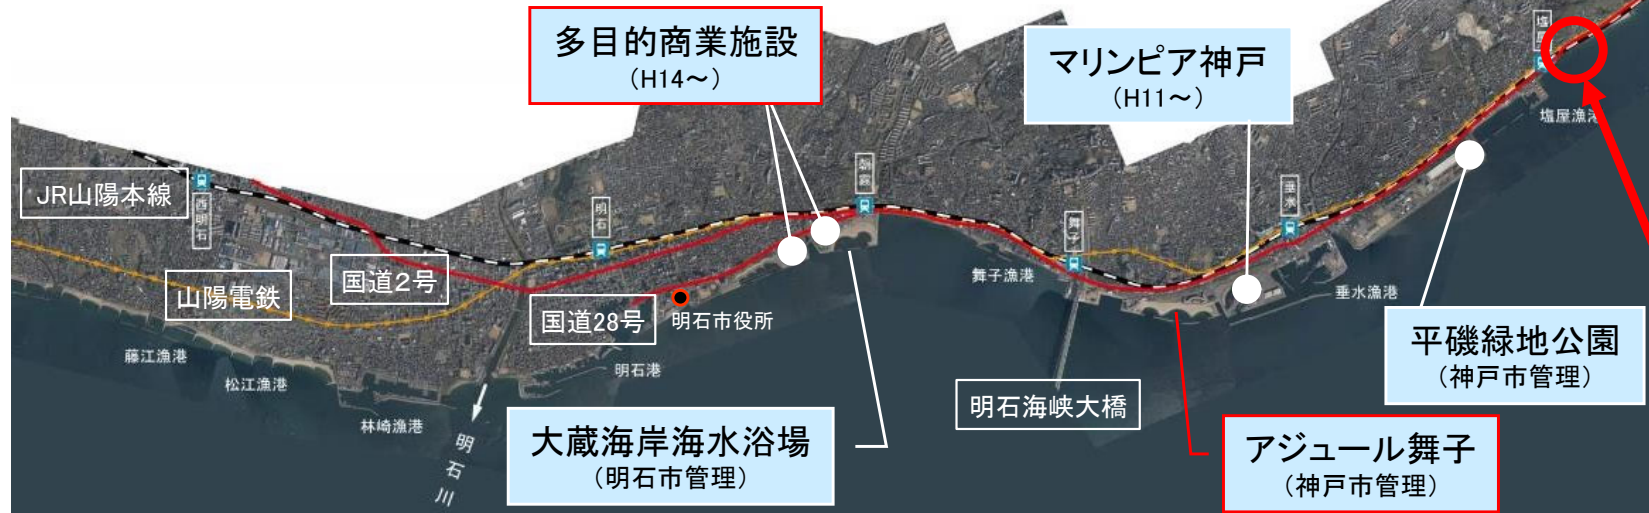 多目的商業施設
（H14～）
マリンピア神戸
（H11～）
塩屋
塩屋漁港
JR山陽本線
西明石
明石
朝霧
舞子
垂水
山陽電鉄
国道2号
国道28号
明石市役所
舞子漁港
垂水漁港
藤江漁港
松江漁港
林崎漁港
明石港
明石川
大蔵海岸海水浴場
（明石市管理）
明石海峡大橋
アジュール舞子
（神戸市管理）
平磯緑地公園
（神戸市管理）